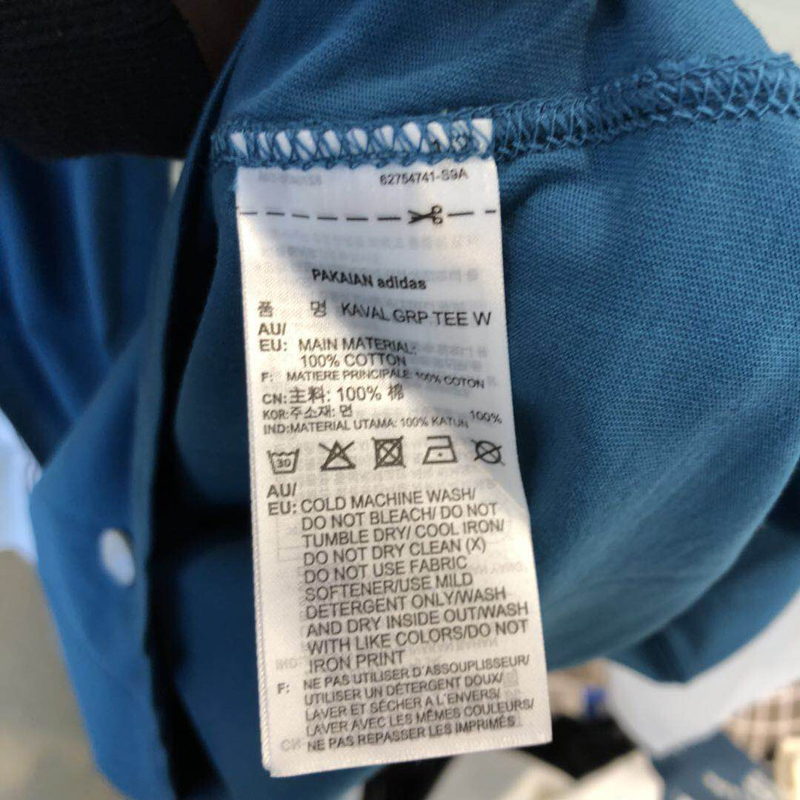 62754741-S9A
PAKAIAN adidas
품 명 KAVAL GRP TEE W
AU/
EU: MAIN MATERIAL:
100% COTTON
F: MATIERE PRINCIPALE: 100% COTON
CN:主料: 100% 棉
KOR:주소재: 면 100%
IND:MATERIAL UTAMA: 100% KATUN
30
AU/
EU: COLD MACHINE WASH/
DO NOT BLEACH/ DO NOT
TUMBLE DRY/ COOL IRON/
DO NOT DRY CLEAN (X)
DO NOT USE FABRIC
SOFTENER/USE MILD
DETERGENT ONLY/WASH
AND DRY INSIDE OUT/WASH
WITH LIKE COLORS/DO NOT
IRON PRINT
F: NE PAS UTILISER D'ASSOUPLISSEUR/
UTILISER UN DÉTERGENT DOUX/
LAVER ET SÉCHER A L'ENVERS/
LAVER AVEC LES MÊMES COULEURS/
NE PAS REPASSER LES IMPRIMÉS